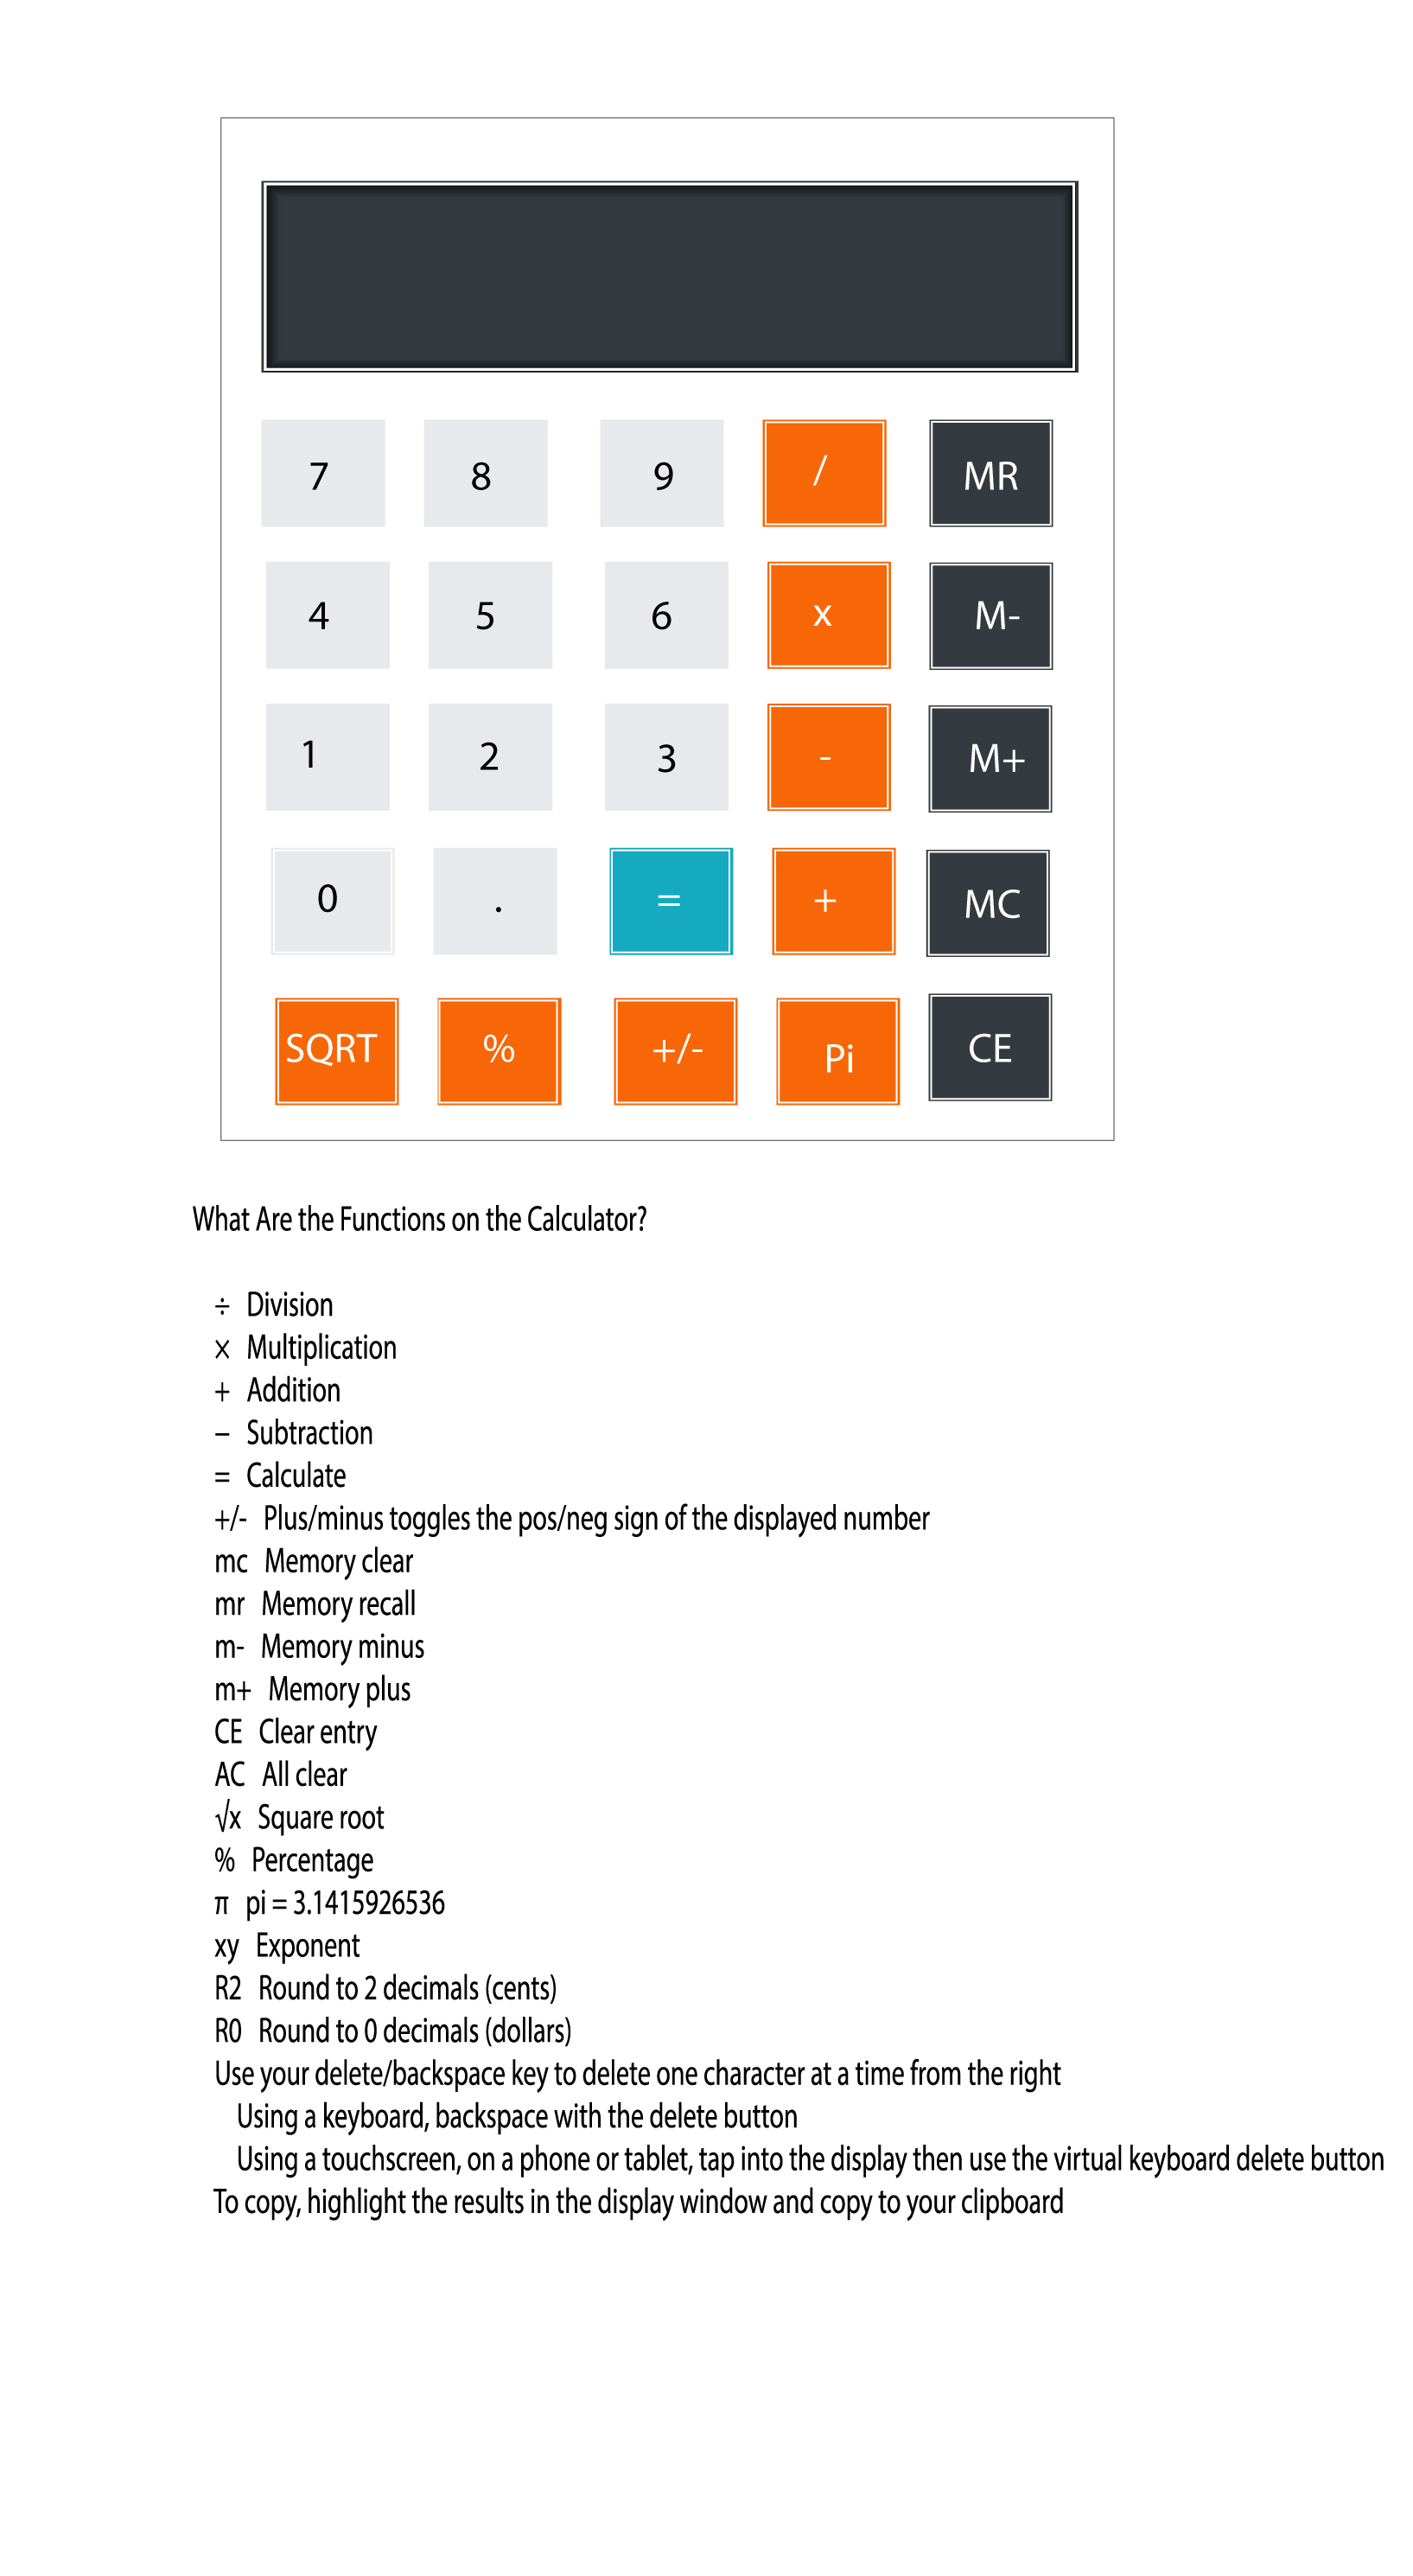 7 8 9 / MR
4 5 6 x M-
1 2 3 - M+
0 . = + MC
SQRT % +/- Pi CE
What Are the Functions on the Calculator?
÷ Division
× Multiplication
+ Addition
− Subtraction
= Calculate
+/- Plus/minus toggles the pos/neg sign of the displayed number
mc Memory clear
mr Memory recall
m- Memory minus
m+ Memory plus
CE Clear entry
AC All clear
√x Square root
% Percentage
π pi = 3.1415926536
xy Exponent
R2 Round to 2 decimals (cents)
R0 Round to 0 decimals (dollars)
Use your delete/backspace key to delete one character at a time from the right
Using a keyboard, backspace with the delete button
Using a touchscreen, on a phone or tablet, tap into the display then use the virtual keyboard delete button
To copy, highlight the results in the display window and copy to your clipboard